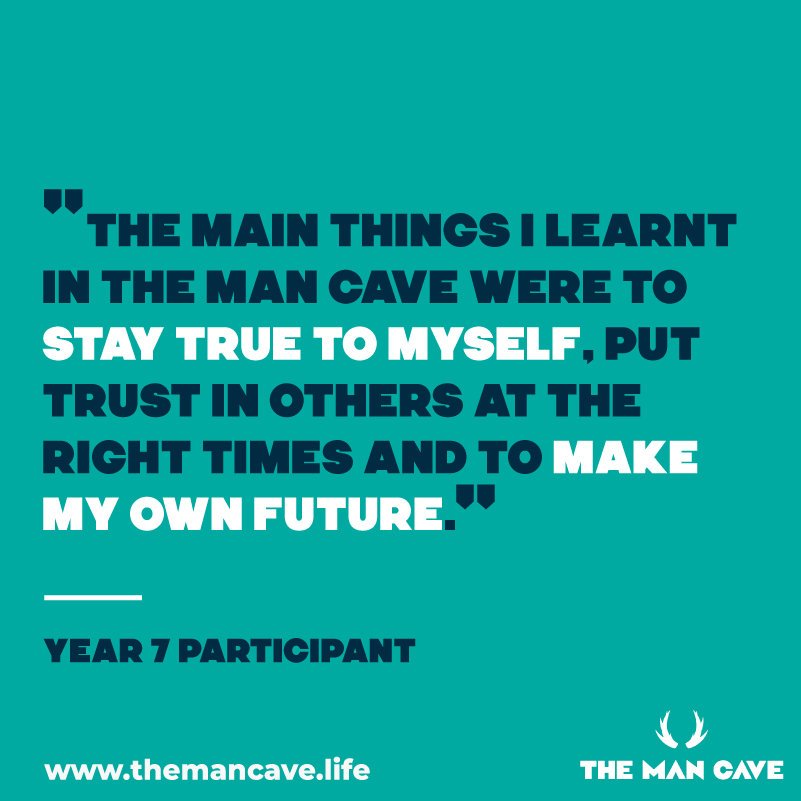 "THE MAIN THINGS I LEARNT
IN THE MAN CAVE WERE TO
STAY TRUE TO MYSELF, PUT
TRUST IN OTHERS AT THE
RIGHT TIMES AND TO MAKE
MY OWN FUTURE."
YEAR 7 PARTICIPANT
www.themancave.life
THE MAN CAVE